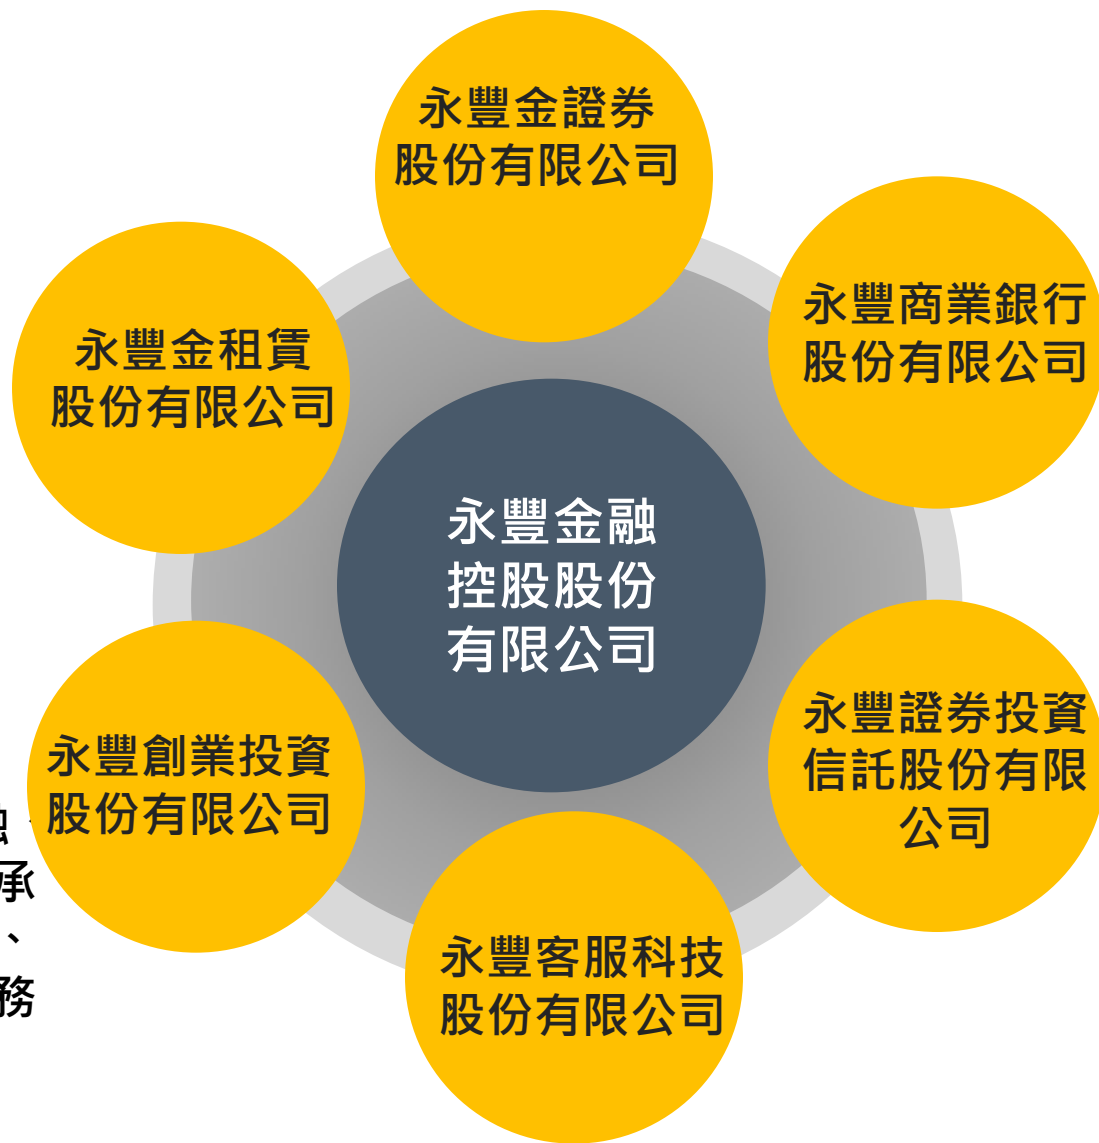 永豐金證券
股份有限公司
永豐商業銀行
股份有限公司
永豐金租賃
股份有限公司
永豐金融
控股股份
有限公司
永豐證券投資
信託股份有限
公司
永豐創業投資
股份有限公司
承
、
務
永豐客服科技
股份有限公司